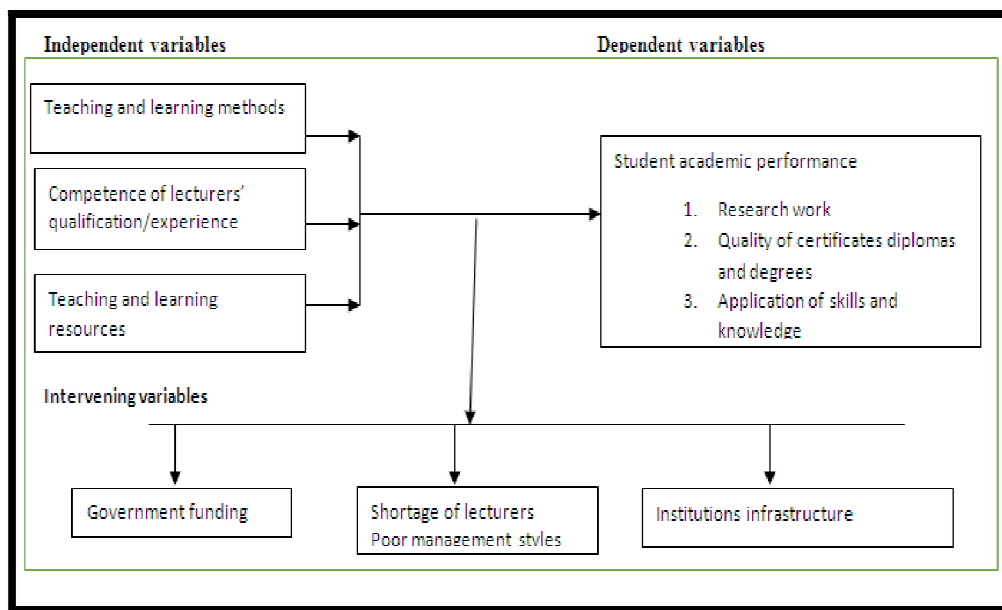 Independent variables
Dependent variables
Teaching and learning methods
Competence of lecturers'
qualification/experience
Teaching and learning
resources
Student academic performance
1. Research work
2. Quality of certificates diplomas
and degrees
3. Application of skills and
knowledge
Intervening variables
Government funding
Shortage of lecturers
Poor management styles
Institutions infrastructure